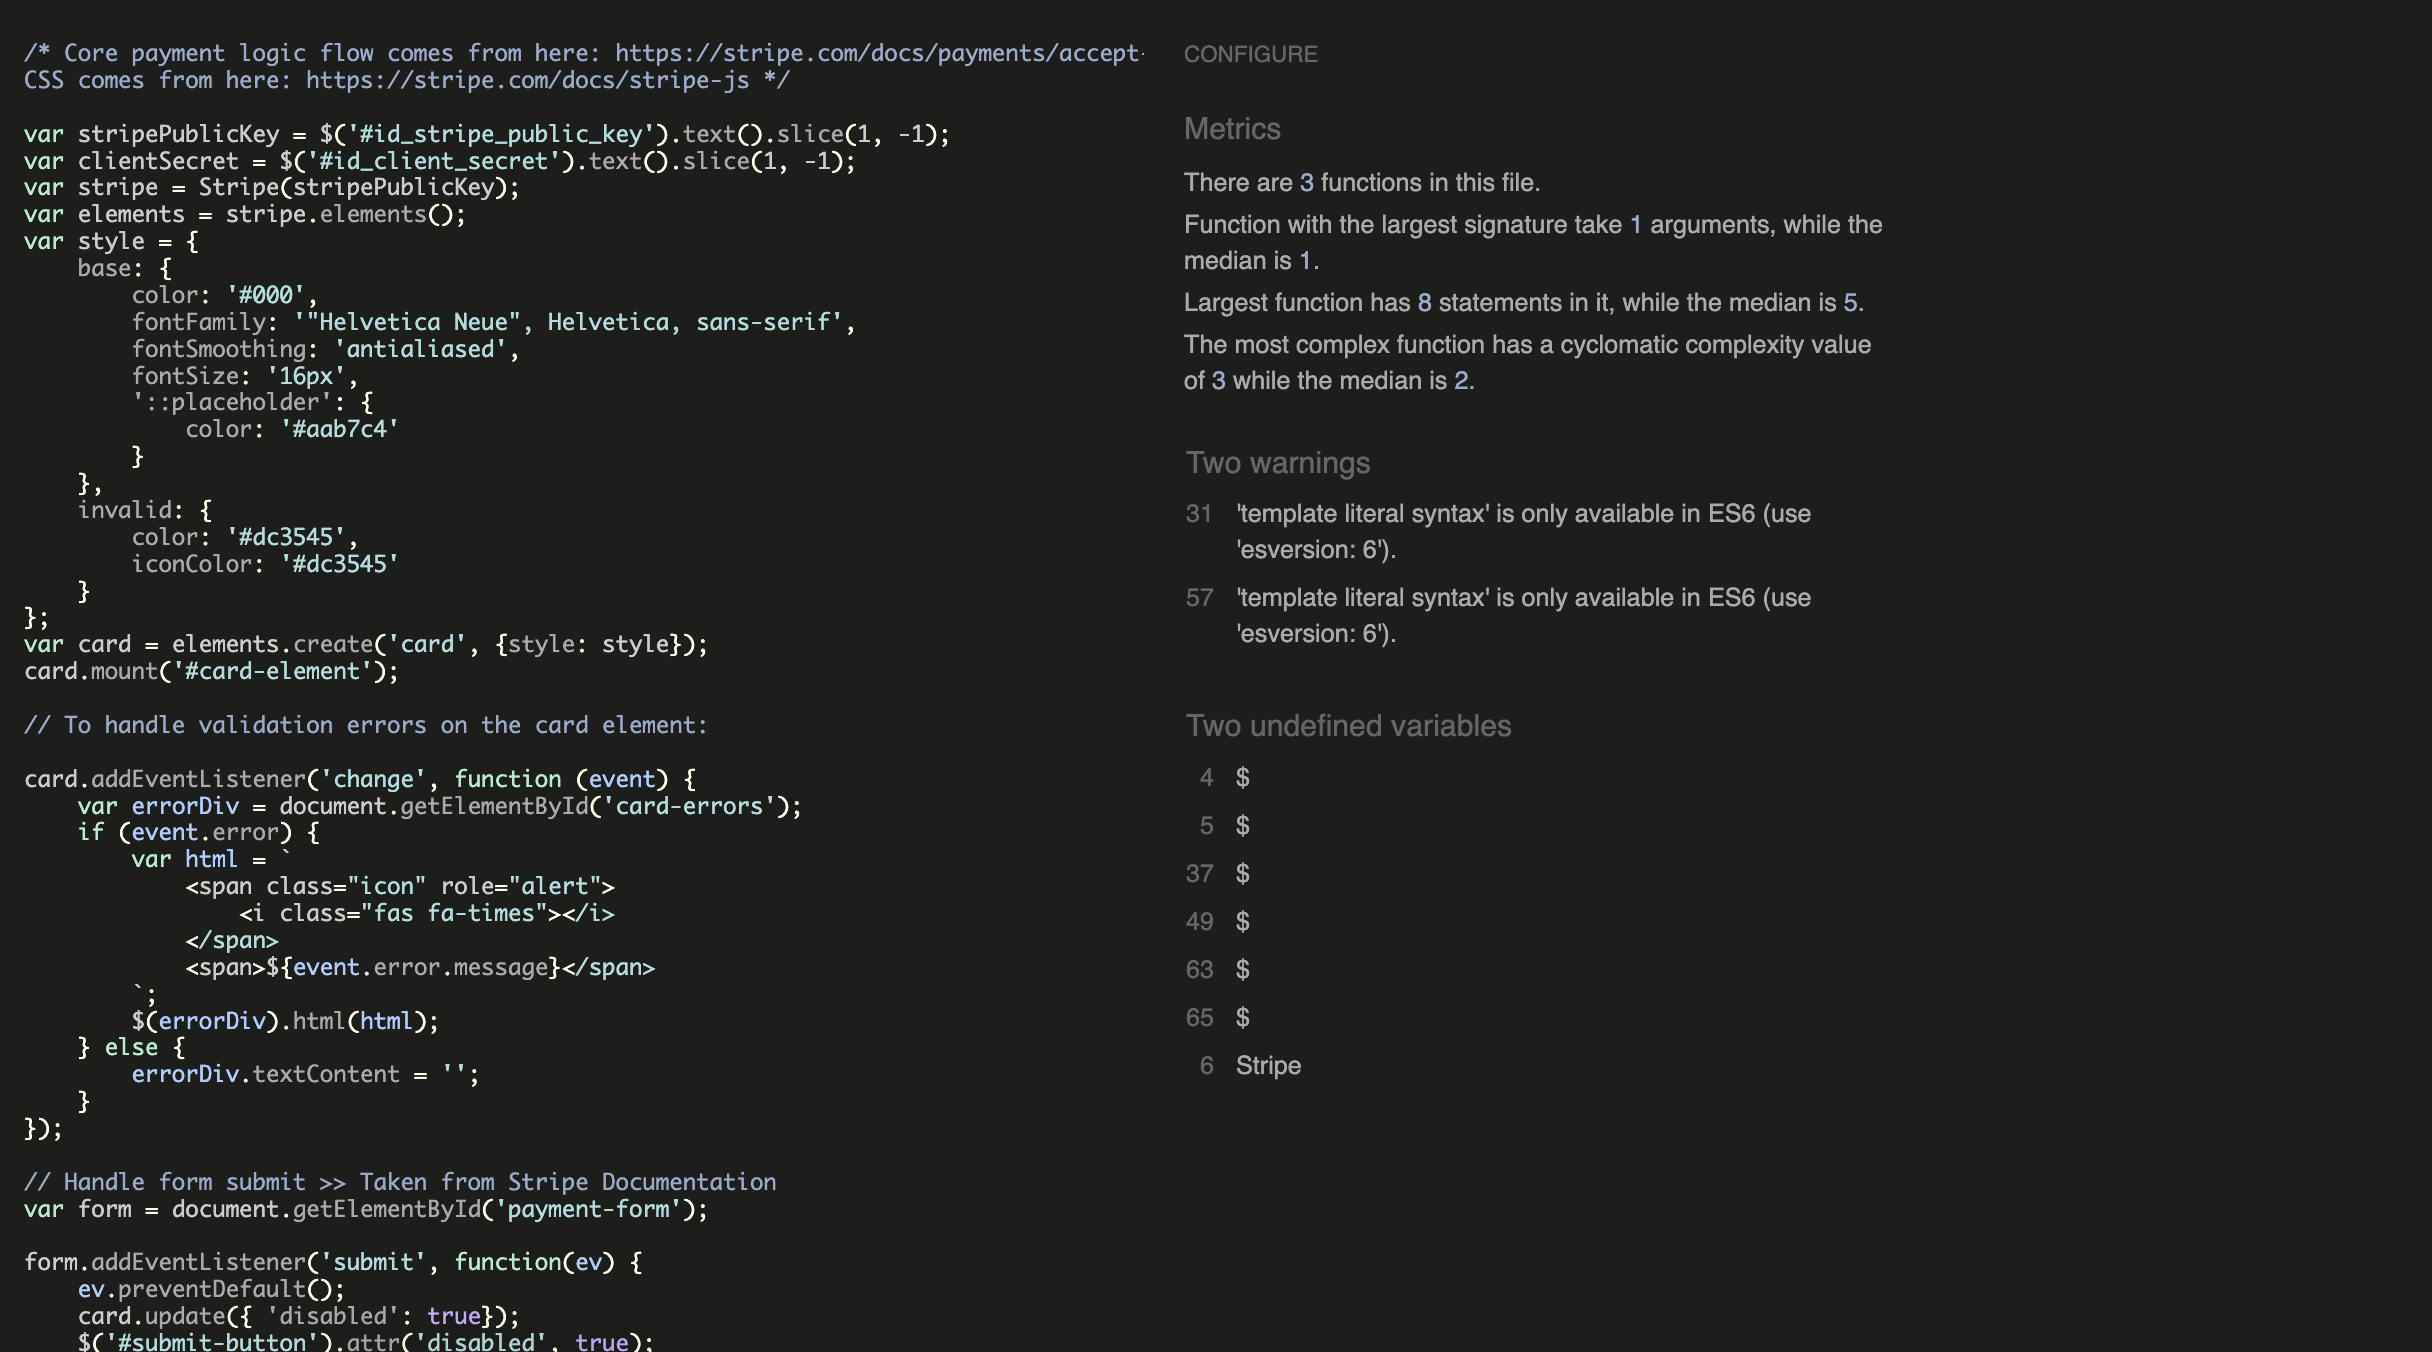 /* Core payment logic flow comes from here: https://stripe.com/docs/payments/accept-
CSS comes from here: https://stripe.com/docs/stripe-js */
var stripePublicKey = $('#id_stripe_public_key').text().slice(1, -1);
var clientSecret = $('#id_client_secret').text().slice(1, -1);
var stripe = Stripe(stripePublicKey);
var elements = stripe.elements();
var style = {
    base: {
        color: '#000',
        fontFamily: '"Helvetica Neue", Helvetica, sans-serif',
        fontSmoothing: 'antialiased',
        fontSize: '16px',
        '::placeholder': {
            color: '#aab7c4'
        }
    },
    invalid: {
        color: '#dc3545',
        iconColor: '#dc3545'
    }
};
var card = elements.create('card', {style: style});
card.mount('#card-element');
// To handle validation errors on the card element:
card.addEventListener('change', function (event) {
    var errorDiv = document.getElementById('card-errors');
    if (event.error) {
        var html = `
            <span class="icon" role="alert">
                <i class="fas fa-times"></i>
            </span>
            <span>${event.error.message}</span>
        `;
        $(errorDiv).html(html);
    } else {
        errorDiv.textContent = '';
    }
});
// Handle form submit >> Taken from Stripe Documentation
var form = document.getElementById('payment-form');
form.addEventListener('submit', function(ev) {
    ev.preventDefault();
    card.update({ 'disabled': true});
    $('#submit-button').attr('disabled', true);
CONFIGURE
Metrics
There are 3 functions in this file.
Function with the largest signature take 1 arguments, while the
median is 1.
Largest function has 8 statements in it, while the median is 5.
The most complex function has a cyclomatic complexity value
of 3 while the median is 2.
Two warnings
31 'template literal syntax' is only available in ES6 (use
'esversion: 6').
57 'template literal syntax' is only available in ES6 (use
'esversion: 6').
Two undefined variables
4 $
5 $
37 $
49 $
63 $
65 $
6 Stripe